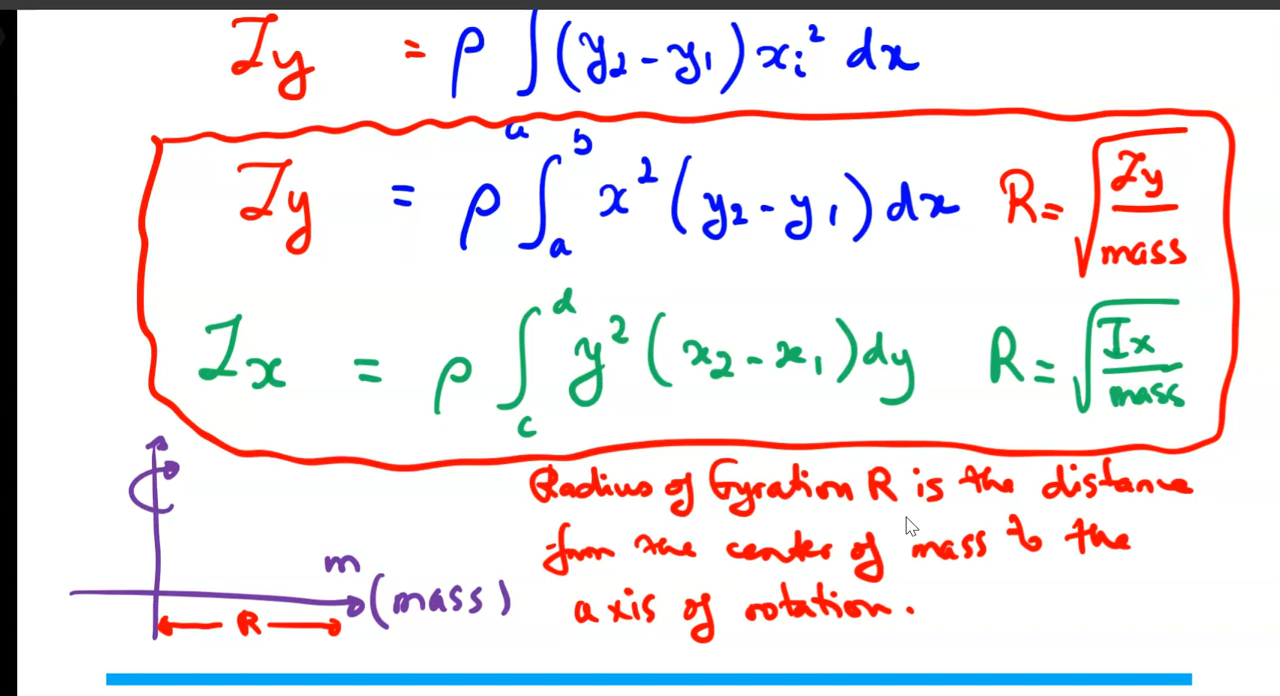 Iy = ρ ∫ (y₂ - y₁) xᵢ² dx
a
Iy = ρ ∫ₐᵇ x² (y₂ - y₁) dx R = √(Iy / mass)
Ix = ρ ∫_c^d y² (x₂ - x₁) dy R = √(Ix / mass)
Radius of Gyration R is the distance
from the center of mass to the
axis of rotation.
m
(mass)
R